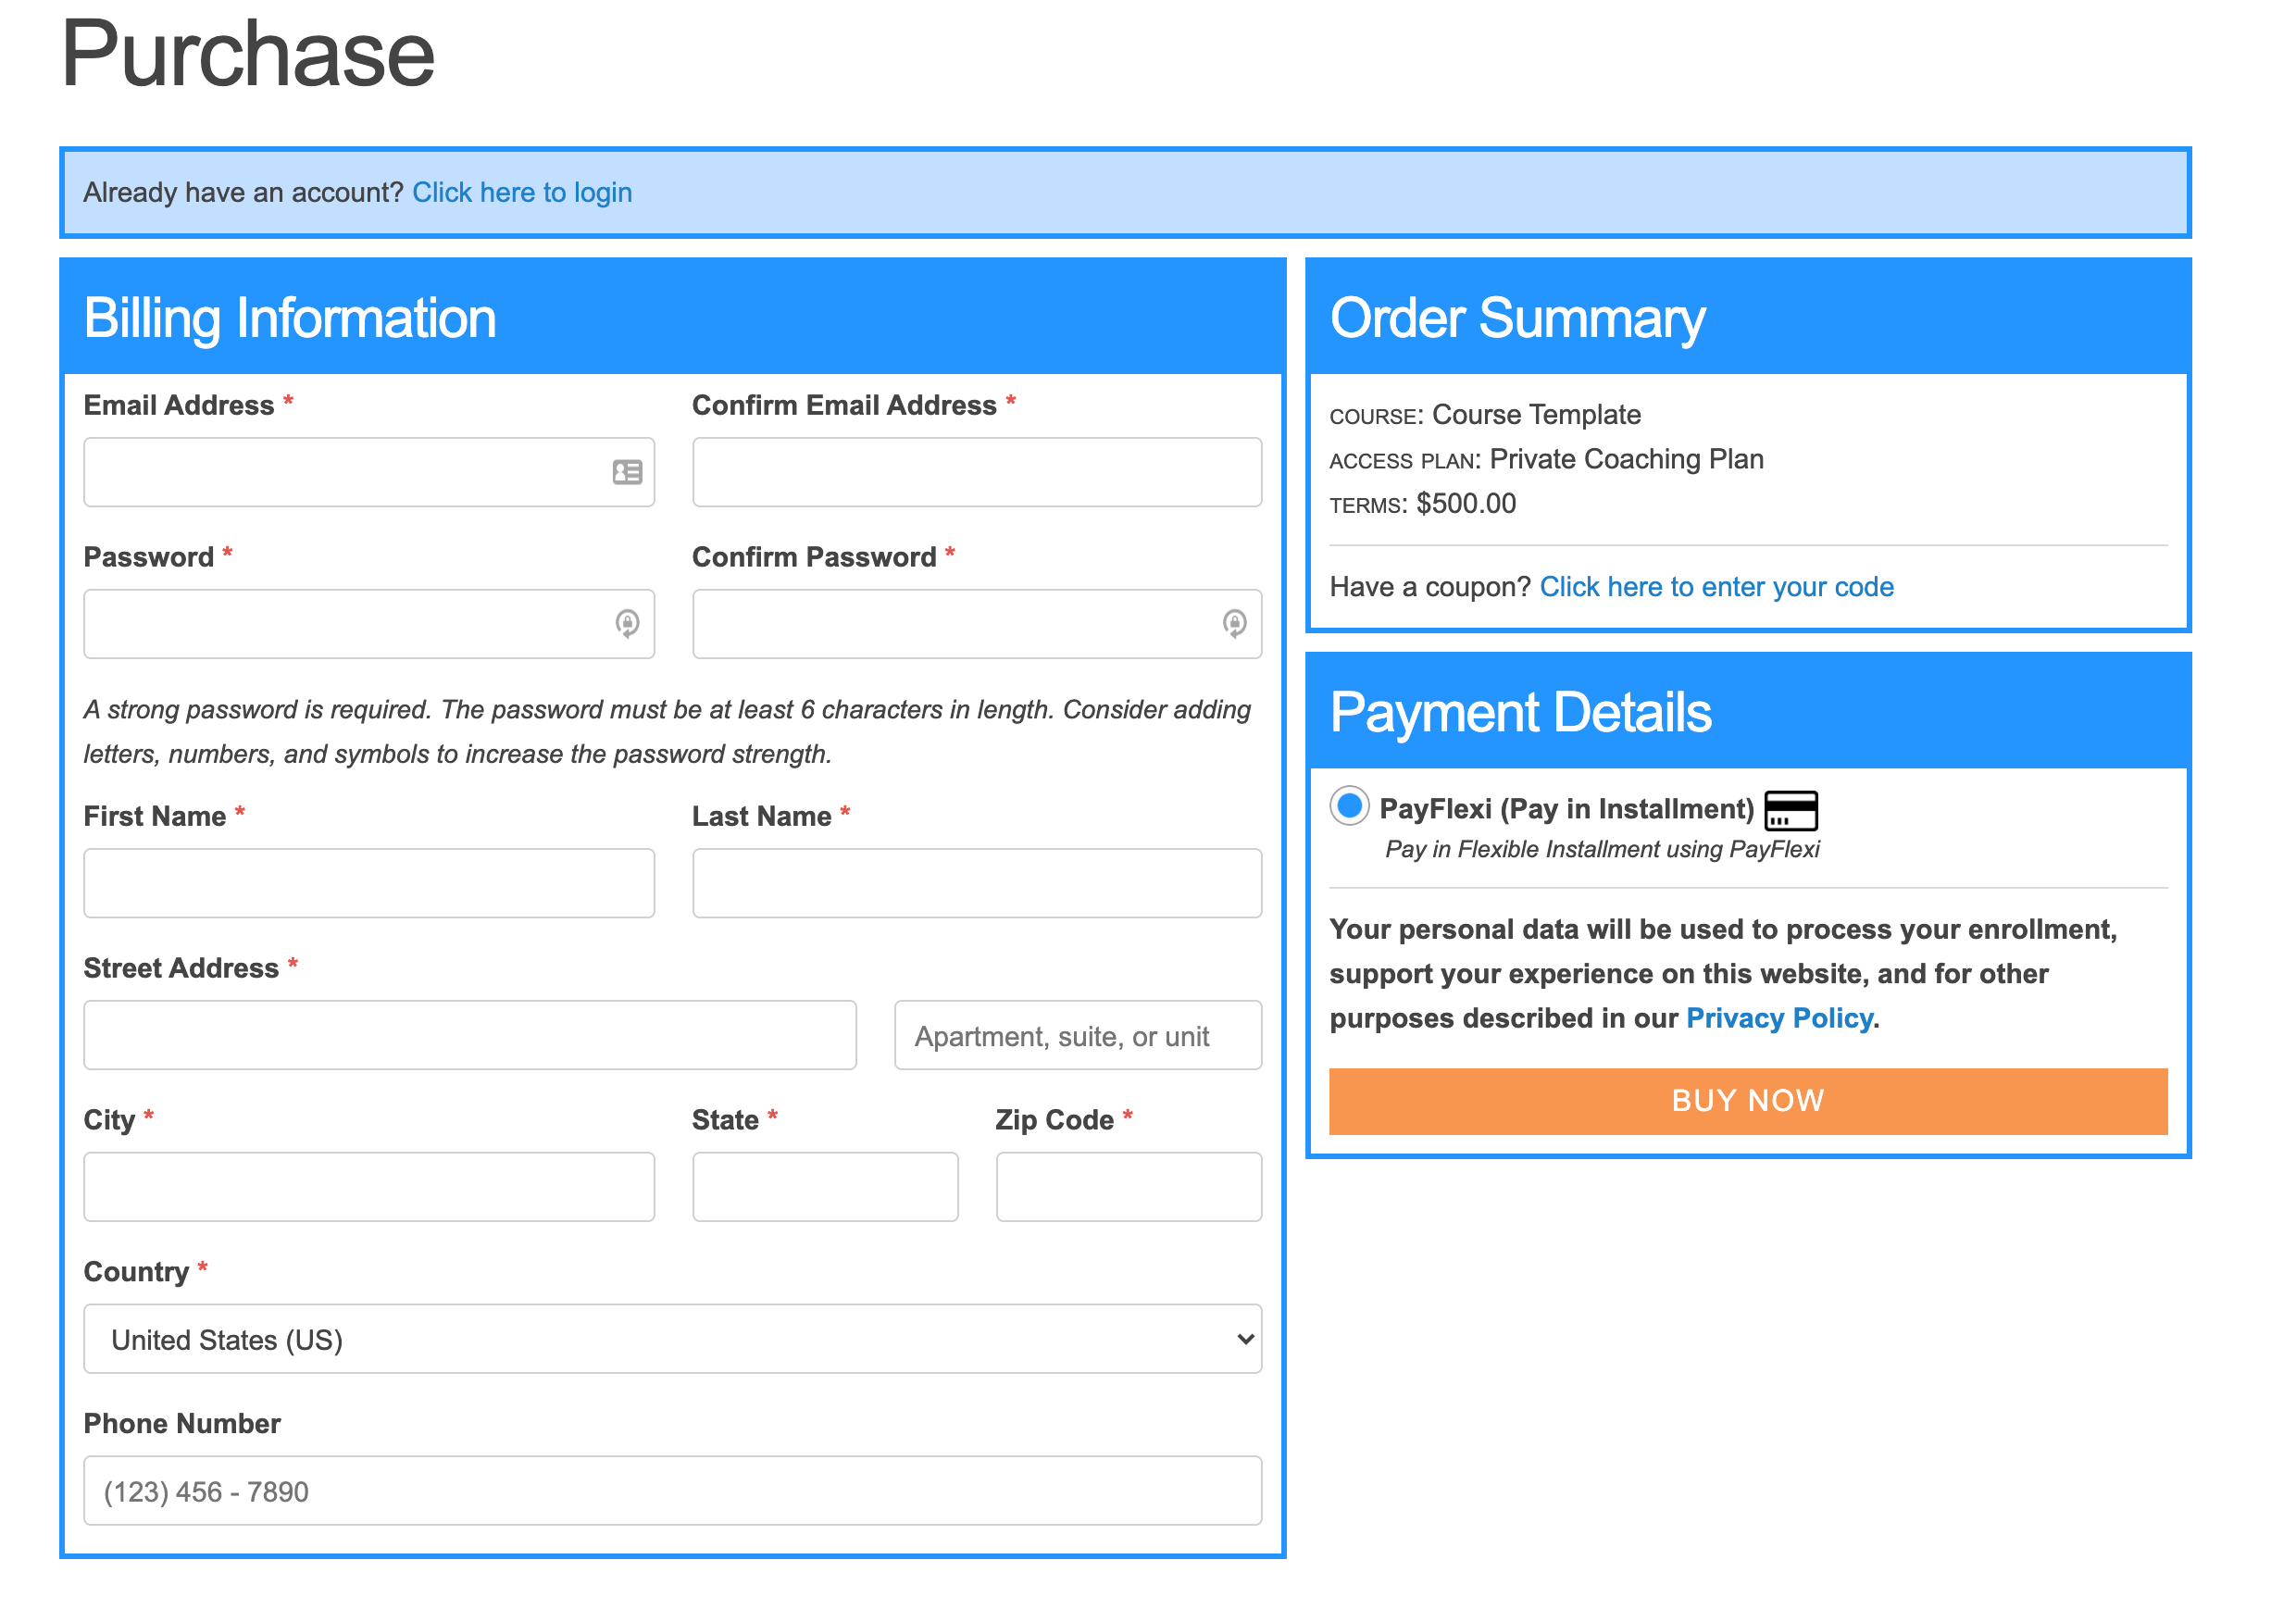 Purchase
Already have an account? Click here to login
Billing Information
Email Address *
Confirm Email Address *
Password *
Confirm Password *
A strong password is required. The password must be at least 6 characters in length. Consider adding
letters, numbers, and symbols to increase the password strength.
First Name *
Last Name *
Street Address *
Apartment, suite, or unit
City *
State *
Zip Code *
Country *
United States (US)
Phone Number
(123) 456 - 7890
Order Summary
COURSE: Course Template
ACCESS PLAN: Private Coaching Plan
TERMS: $500.00
Have a coupon? Click here to enter your code
Payment Details
PayFlexi (Pay in Installment)
Pay in Flexible Installment using PayFlexi
Your personal data will be used to process your enrollment,
support your experience on this website, and for other
purposes described in our Privacy Policy.
BUY NOW